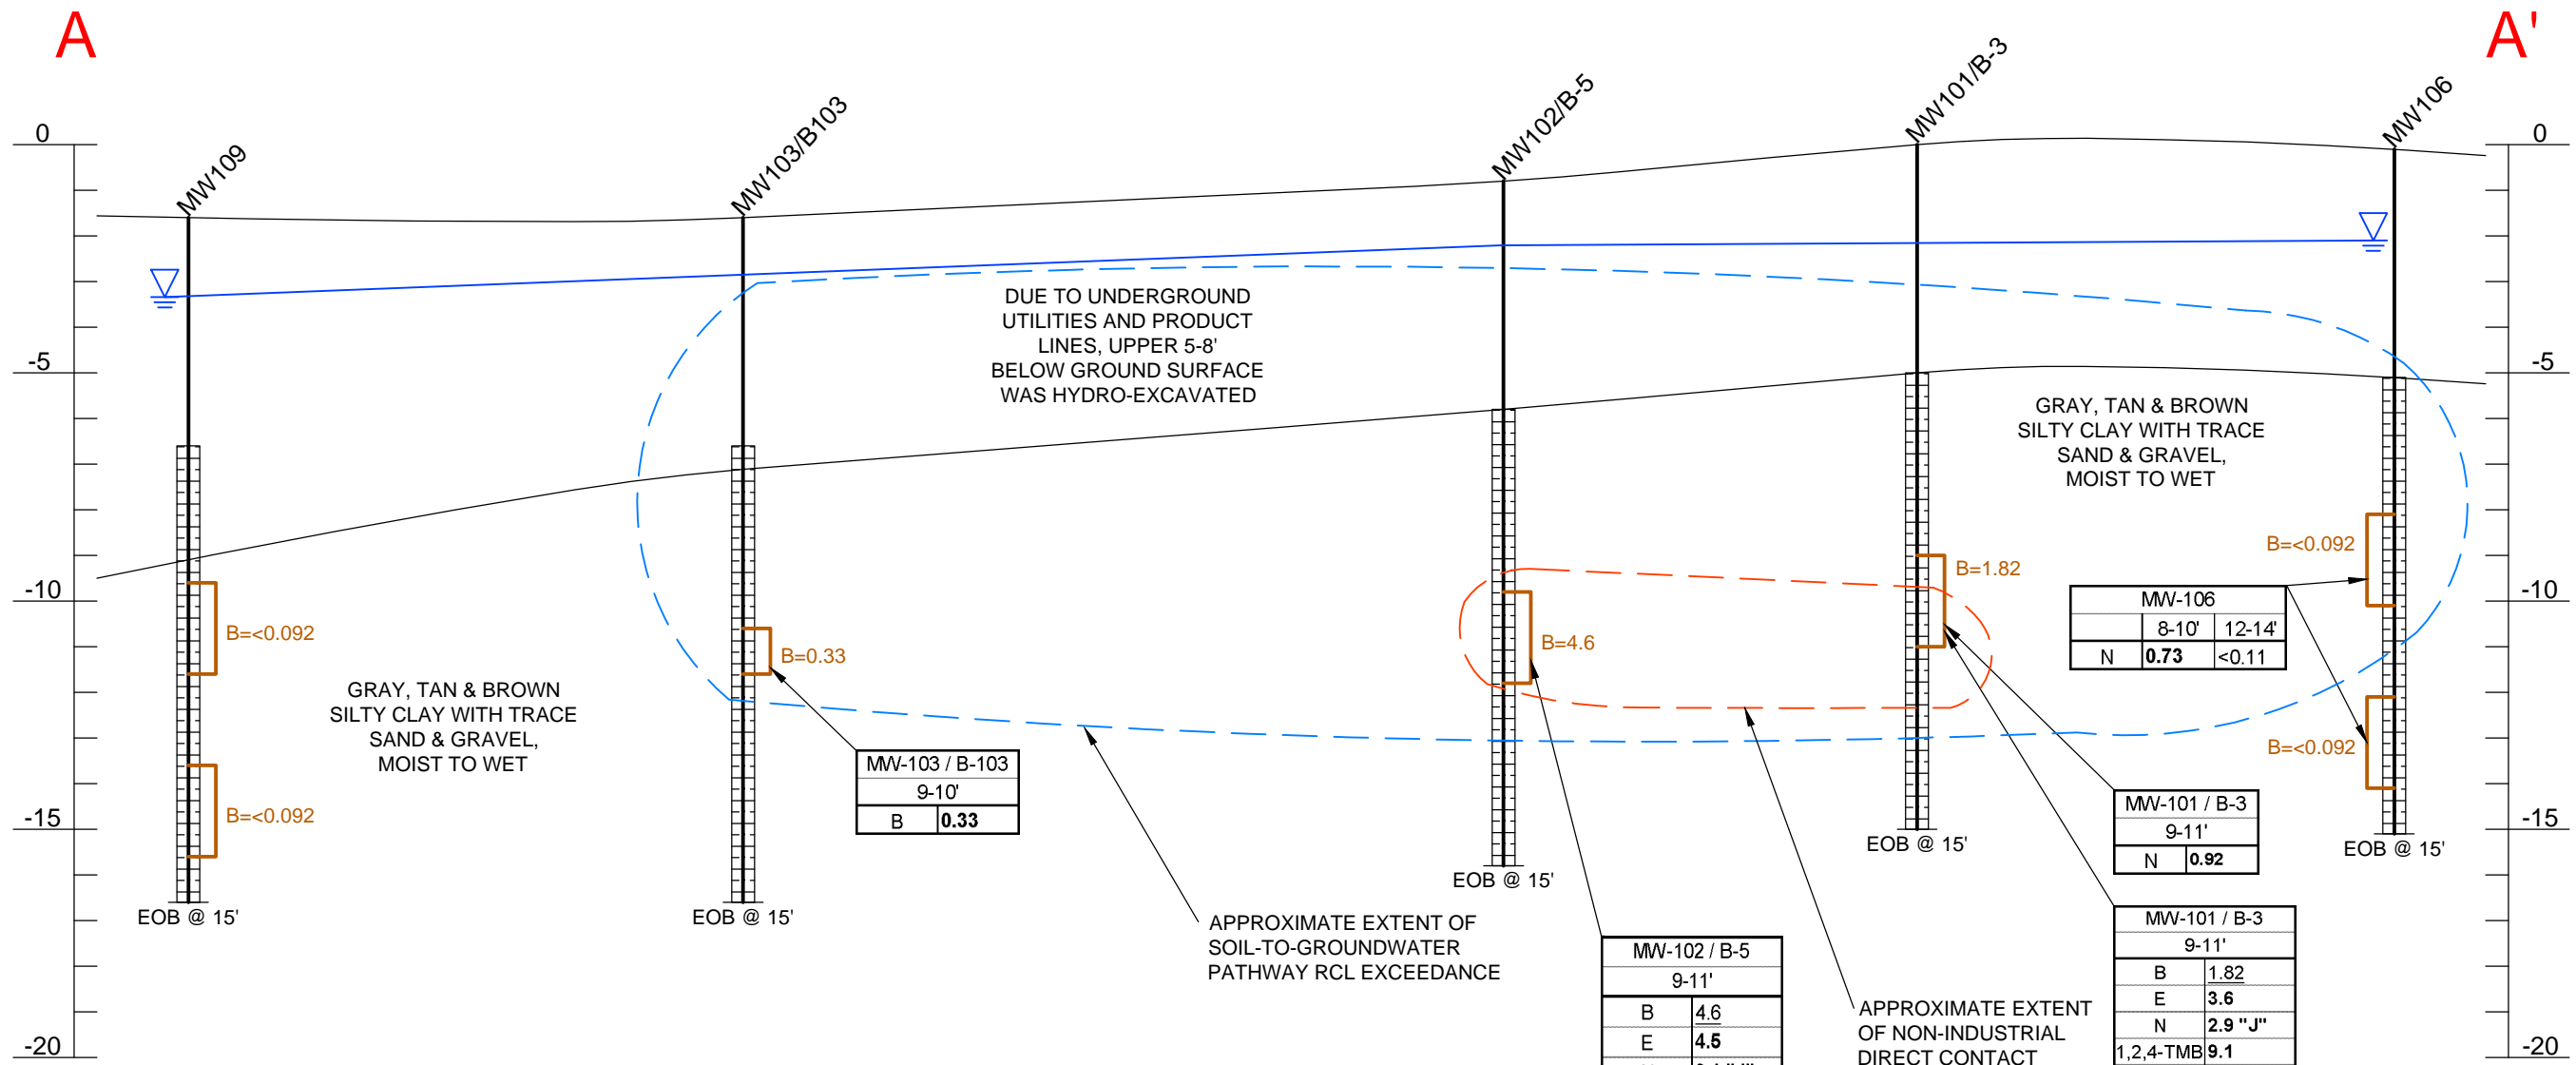 A
A'
MW109
MW103/B103
MW102/B-5
MW101/B-3
MW106
0
0
-5
-5
-10
-10
-15
-15
-20
-20
DUE TO UNDERGROUND
UTILITIES AND PRODUCT
LINES, UPPER 5-8'
BELOW GROUND SURFACE
WAS HYDRO-EXCAVATED
GRAY, TAN & BROWN
SILTY CLAY WITH TRACE
SAND & GRAVEL,
MOIST TO WET
B=<0.092
B=1.82
MW-106
8-10' 12-14'
N 0.73 <0.11
B=<0.092
B=<0.092
B=0.33
B=4.6
GRAY, TAN & BROWN
SILTY CLAY WITH TRACE
SAND & GRAVEL,
MOIST TO WET
B=<0.092
B=<0.092
MW-103 / B-103
9-10'
B 0.33
MW-101 / B-3
9-11'
N 0.92
EOB @ 15'
EOB @ 15'
EOB @ 15'
EOB @ 15'
EOB @ 15'
APPROXIMATE EXTENT OF
SOIL-TO-GROUNDWATER
PATHWAY RCL EXCEEDANCE
MW-102 / B-5
9-11'
B 4.6
E 4.5
APPROXIMATE EXTENT
OF NON-INDUSTRIAL
DIRECT CONTACT
MW-101 / B-3
9-11'
B 1.82
E 3.6
N 2.9 "J"
1,2,4-TMB 9.1